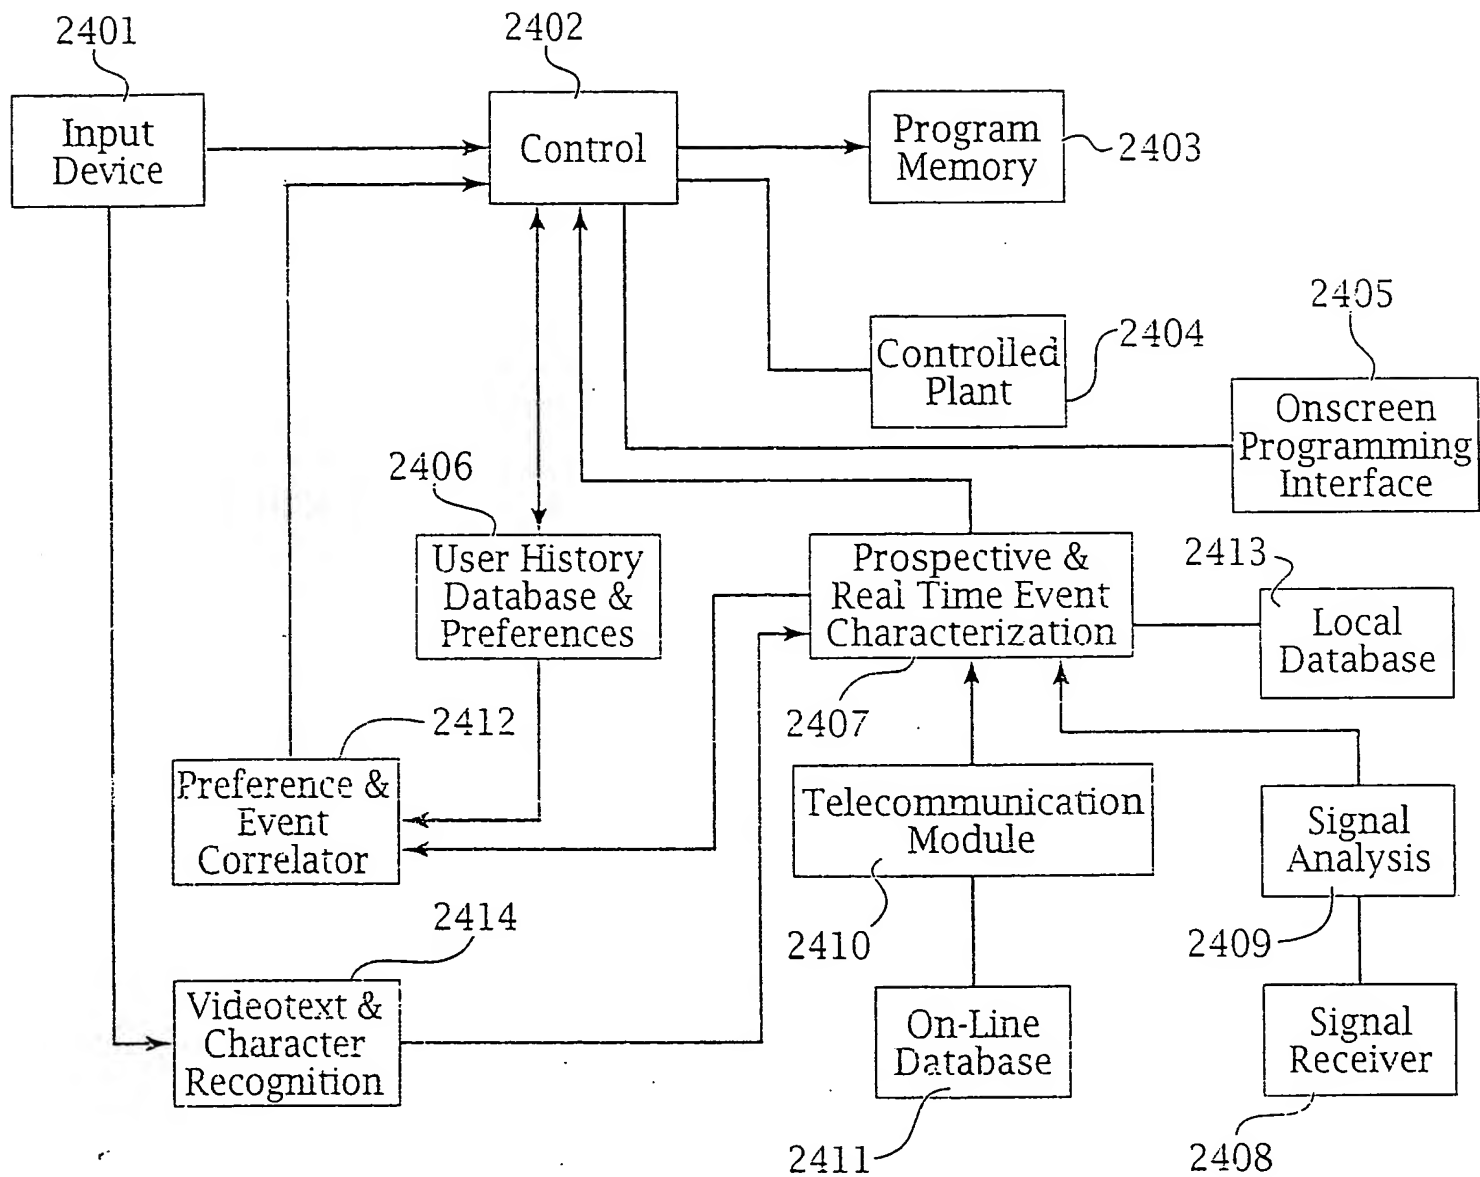 2401
2402
Input
Device
Control
Program
Memory
2403
2405
2404
Controlled
Plant
Onscreen
Programming
Interface
2406
User History
Database &
Preferences
Prospective &
Real Time Event
Characterization
2413
Local
Database
2407
2412
Preference &
Event
Correlator
Telecommunication
Module
Signal
Analysis
2414
2410
2409
Videotext &
Character
Recognition
On-Line
Database
Signal
Receiver
2411
2408